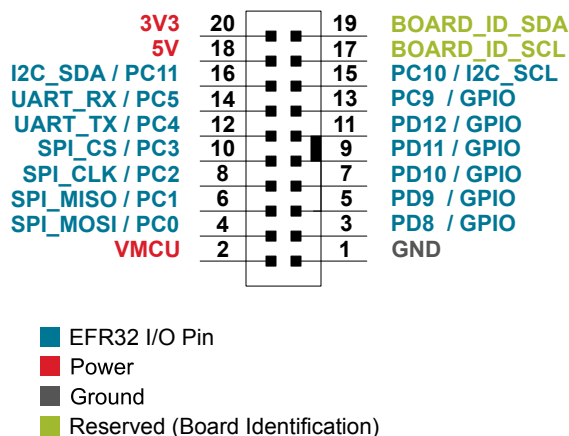 3V3 20 19 BOARD_ID_SDA
5V 18 17 BOARD_ID_SCL
I2C_SDA / PC11 16 15 PC10 / I2C_SCL
UART_RX / PC5 14 13 PC9 / GPIO
UART_TX / PC4 12 11 PD12 / GPIO
SPI_CS / PC3 10 9 PD11 / GPIO
SPI_CLK / PC2 8 7 PD10 / GPIO
SPI_MISO / PC1 6 5 PD9 / GPIO
SPI_MOSI / PC0 4 3 PD8 / GPIO
VMCU 2 1 GND
EFR32 I/O Pin
Power
Ground
Reserved (Board Identification)